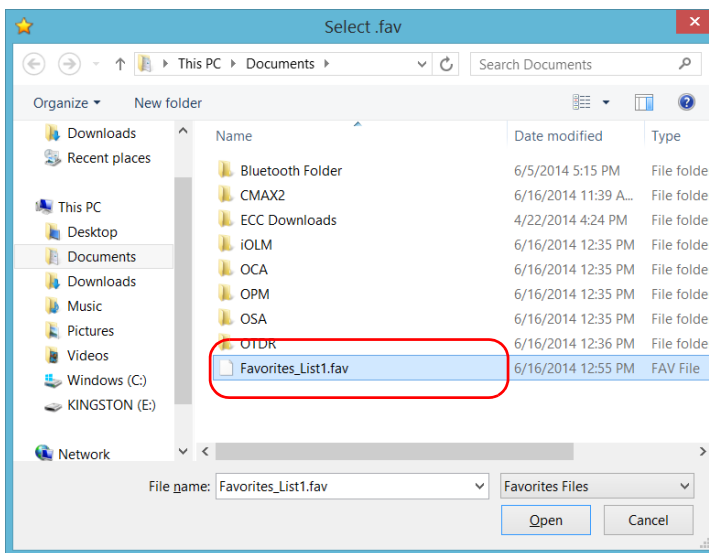 Select .fav
This PC Documents Search Documents
Organize New folder
Name Date modified Type
Downloads
Recent places
This PC
Desktop
Documents
Downloads
Music
Pictures
Videos
Windows (C:)
KINGSTON (E:)
Network
Bluetooth Folder 6/5/2014 5:15 PM File folde
CMAX2 6/16/2014 11:39 A... File folde
ECC Downloads 4/22/2014 4:24 PM File folde
iOLM 6/16/2014 12:35 PM File folde
OCA 6/16/2014 12:35 PM File folde
OPM 6/16/2014 12:35 PM File folde
OSA 6/16/2014 12:35 PM File folde
OTDR 6/16/2014 12:36 PM File folde
Favorites_List1.fav 6/16/2014 12:55 PM FAV File
File name: Favorites_List1.fav Favorites Files
Open Cancel